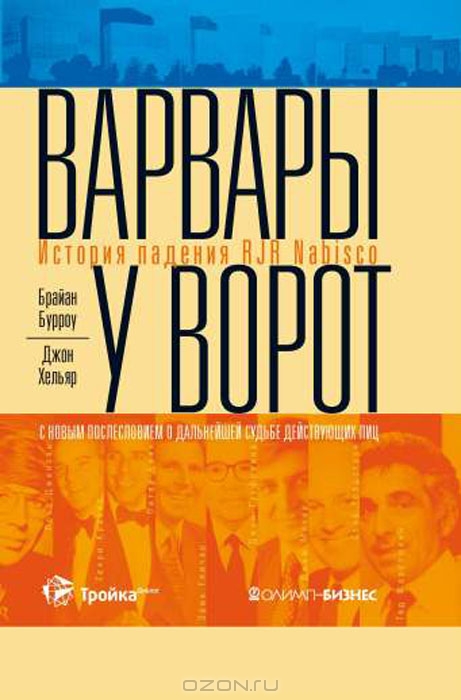 ВАРВАРЫ
История падения RJR Nabisco
У ВОРОТ
Брайан
Бурроу
Джон
Хельяр
С НОВЫМ ПОСЛЕСЛОВИЕМ О ДАЛЬНЕЙШЕЙ СУДЬБЕ ДЕЙСТВУЮЩИХ ЛИЦ
Тройка Диалог
ОЛИМП-БИЗНЕС
OZON.ru